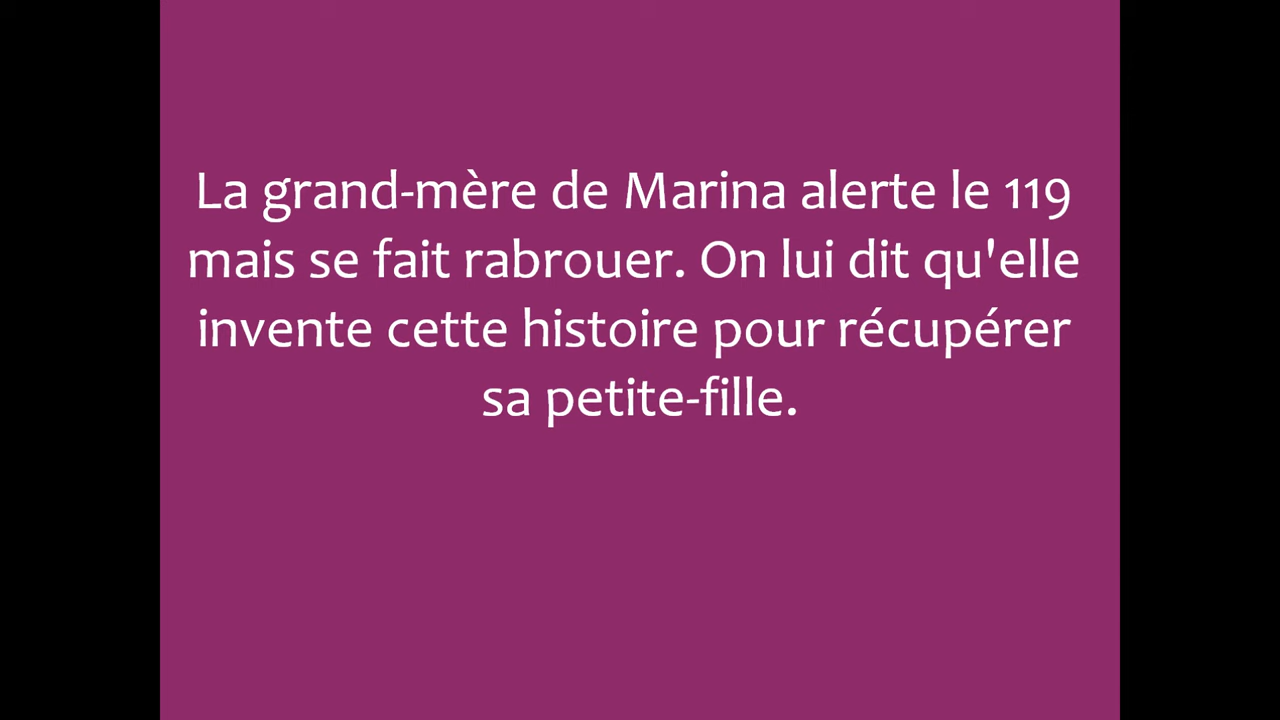 La grand-mère de Marina alerte le 119
mais se fait rabrouer. On lui dit qu'elle
invente cette histoire pour récupérer
sa petite-fille.